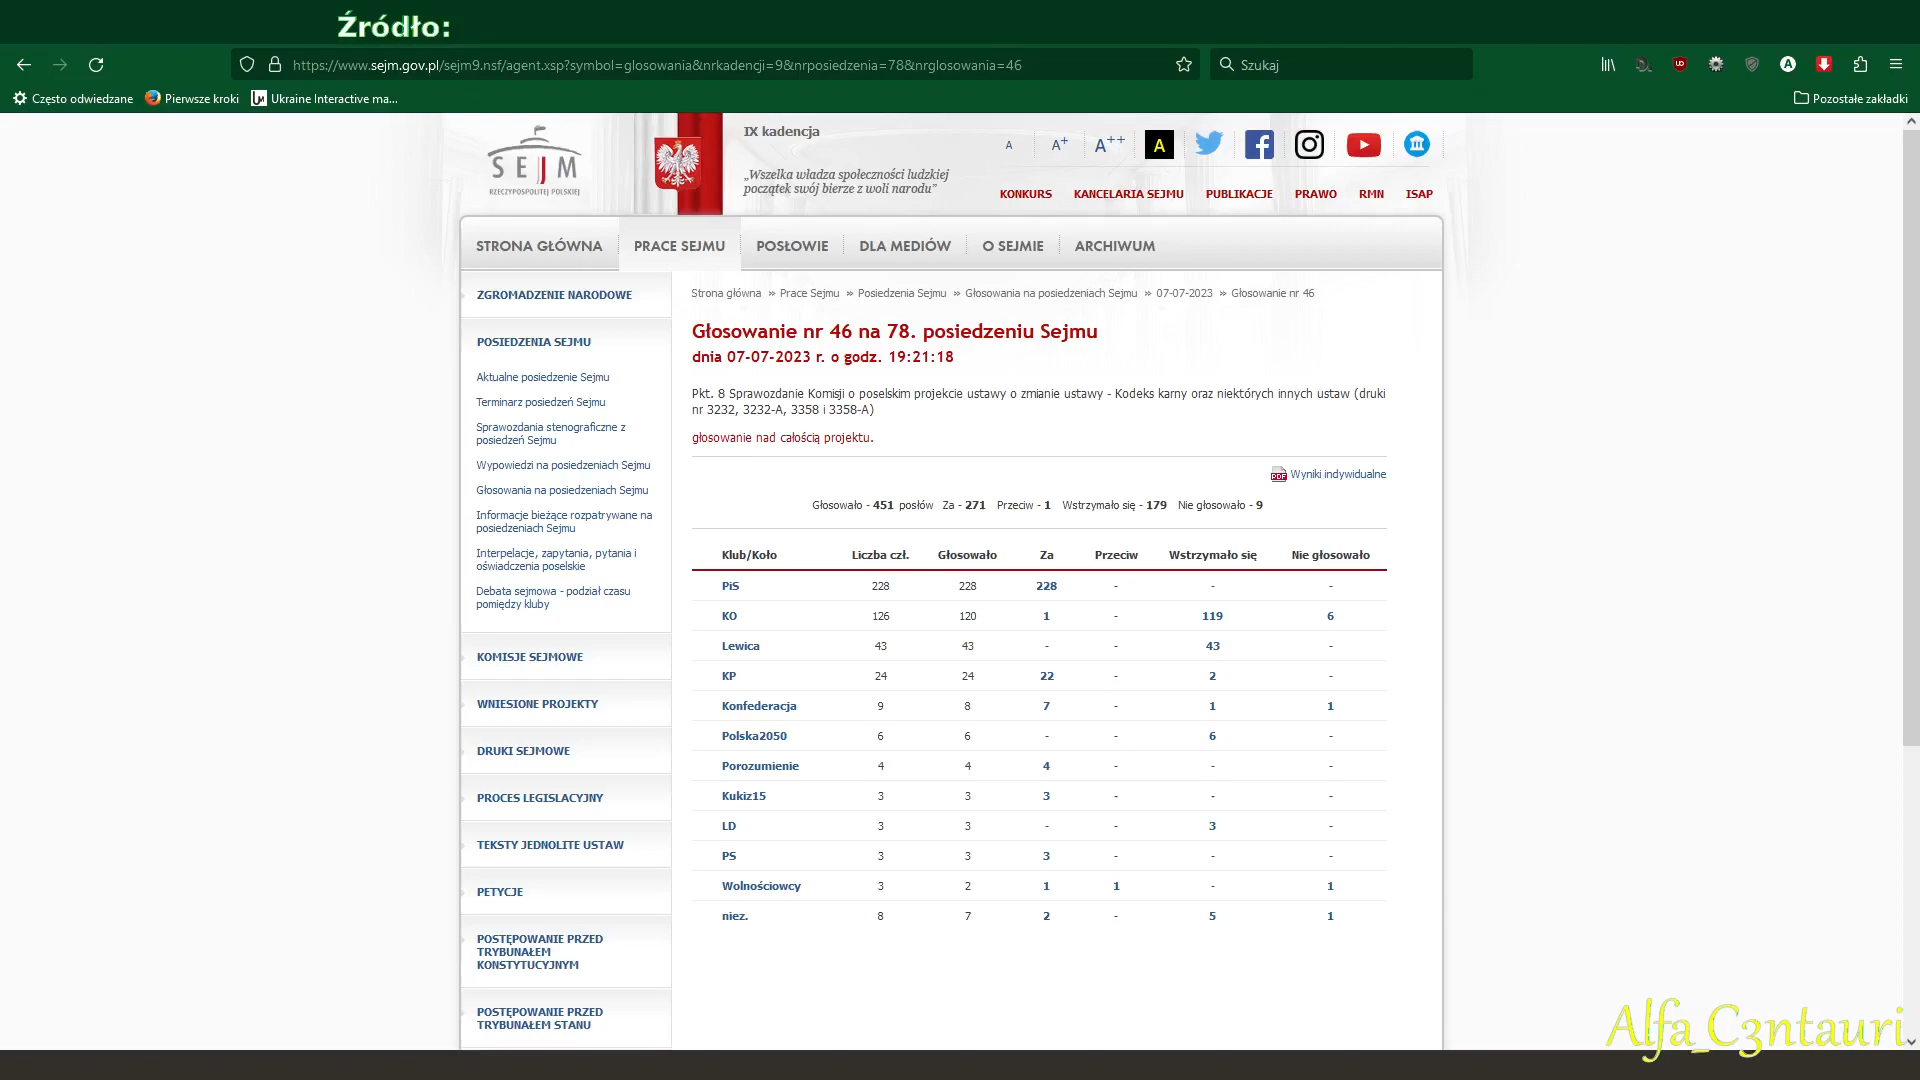 Źródło:
https://www.sejm.gov.pl/sejm9.nsf/agent.xsp?symbol=glosowania&nrkadencji=9&nrposiedzenia=78&nrglosowania=46
Szukaj
Często odwiedzane Pierwsze kroki Ukraine Interactive ma... Pozostałe zakładki
SEJM
RZECZYPOSPOLITEJ POLSKIEJ
IX kadencja
„Wszelka władza społeczności ludzkiej
początek swój bierze z woli narodu”
A A+ A++ A
KONKURS KANCELARIA SEJMU PUBLIKACJE PRAWO RMN ISAP
STRONA GŁÓWNA PRACE SEJMU POSŁOWIE DLA MEDIÓW O SEJMIE ARCHIWUM
ZGROMADZENIE NARODOWE
POSIEDZENIA SEJMU
Aktualne posiedzenie Sejmu
Terminarz posiedzeń Sejmu
Sprawozdania stenograficzne z
posiedzeń Sejmu
Wypowiedzi na posiedzeniach Sejmu
Głosowania na posiedzeniach Sejmu
Informacje bieżące rozpatrywane na
posiedzeniach Sejmu
Interpelacje, zapytania, pytania i
oświadczenia poselskie
Debata sejmowa - podział czasu
pomiędzy kluby
KOMISJE SEJMOWE
WNIESIONE PROJEKTY
DRUKI SEJMOWE
PROCES LEGISLACYJNY
TEKSTY JEDNOLITE USTAW
PETYCJE
POSTĘPOWANIE PRZED
TRYBUNAŁEM
KONSTYTUCYJNYM
POSTĘPOWANIE PRZED
TRYBUNAŁEM STANU
Strona główna » Prace Sejmu » Posiedzenia Sejmu » Głosowania na posiedzeniach Sejmu » 07-07-2023 » Głosowanie nr 46
Głosowanie nr 46 na 78. posiedzeniu Sejmu
dnia 07-07-2023 r. o godz. 19:21:18
Pkt. 8 Sprawozdanie Komisji o poselskim projekcie ustawy o zmianie ustawy - Kodeks karny oraz niektórych innych ustaw (druki
nr 3232, 3232-A, 3358 i 3358-A)
głosowanie nad całością projektu.
PDF Wyniki indywidualne
Głosowało - 451 posłów Za - 271 Przeciw - 1 Wstrzymało się - 179 Nie głosowało - 9
Klub/Koło Liczba czł. Głosowało Za Przeciw Wstrzymało się Nie głosowało
PiS 228 228 228 - - -
KO 126 120 1 - 119 6
Lewica 43 43 - - 43 -
KP 24 24 22 - 2 -
Konfederacja 9 8 7 - 1 1
Polska2050 6 6 - - 6 -
Porozumienie 4 4 4 - - -
Kukiz15 3 3 3 - - -
LD 3 3 - - 3 -
PS 3 3 3 - - -
Wolnościowcy 3 2 1 1 - 1
niez. 8 7 2 - 5 1
Alfa_C3ntauri